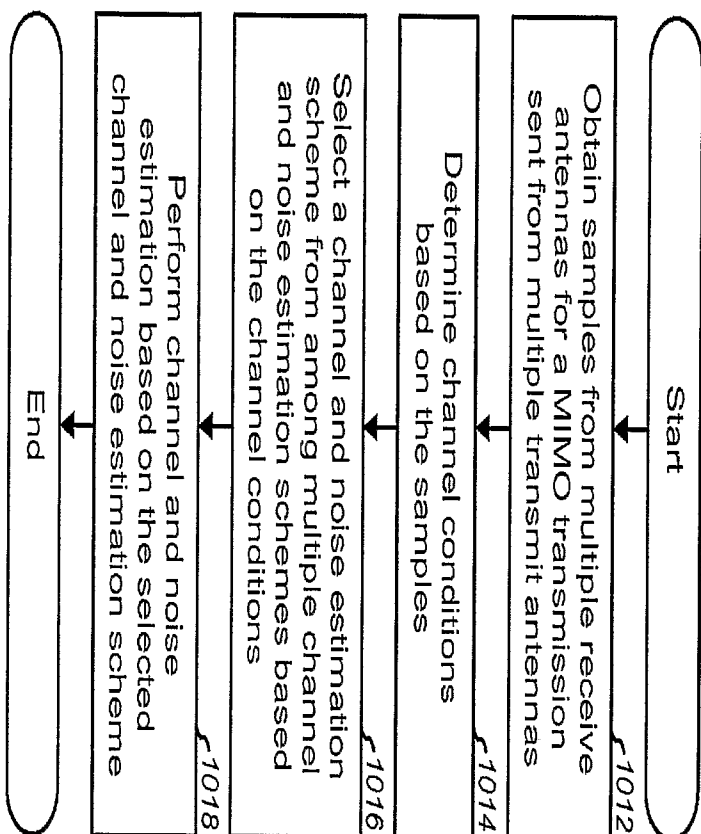 Start
Obtain samples from multiple receive
antennas for a MIMO transmission
sent from multiple transmit antennas
1012
Determine channel conditions
based on the samples
1014
Select a channel and noise estimation
scheme from among multiple channel
and noise estimation schemes based
on the channel conditions
1016
Perform channel and noise
estimation based on the selected
channel and noise estimation scheme
1018
End